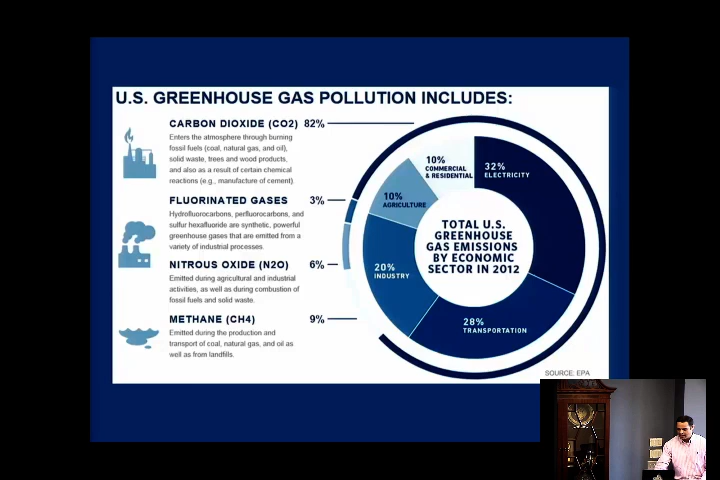 U.S. GREENHOUSE GAS POLLUTION INCLUDES:
CARBON DIOXIDE (CO2) 82%
Enters the atmosphere through burning
fossil fuels (coal, natural gas, and oil),
solid waste, trees and wood products,
and also as a result of certain chemical
reactions (e.g., manufacture of cement).
FLUORINATED GASES 3%
Hydrofluorocarbons, perfluorocarbons, and
sulfur hexafluoride are synthetic, powerful
greenhouse gases that are emitted from a
variety of industrial processes.
NITROUS OXIDE (N2O) 6%
Emitted during agricultural and industrial
activities, as well as during combustion of
fossil fuels and solid waste.
METHANE (CH4) 9%
Emitted during the production and
transport of coal, natural gas, and oil as
well as from landfills.
10%
COMMERCIAL
& RESIDENTIAL
32%
ELECTRICITY
10%
AGRICULTURE
20%
INDUSTRY
28%
TRANSPORTATION
TOTAL U.S.
GREENHOUSE
GAS EMISSIONS
BY ECONOMIC
SECTOR IN 2012
SOURCE: EPA